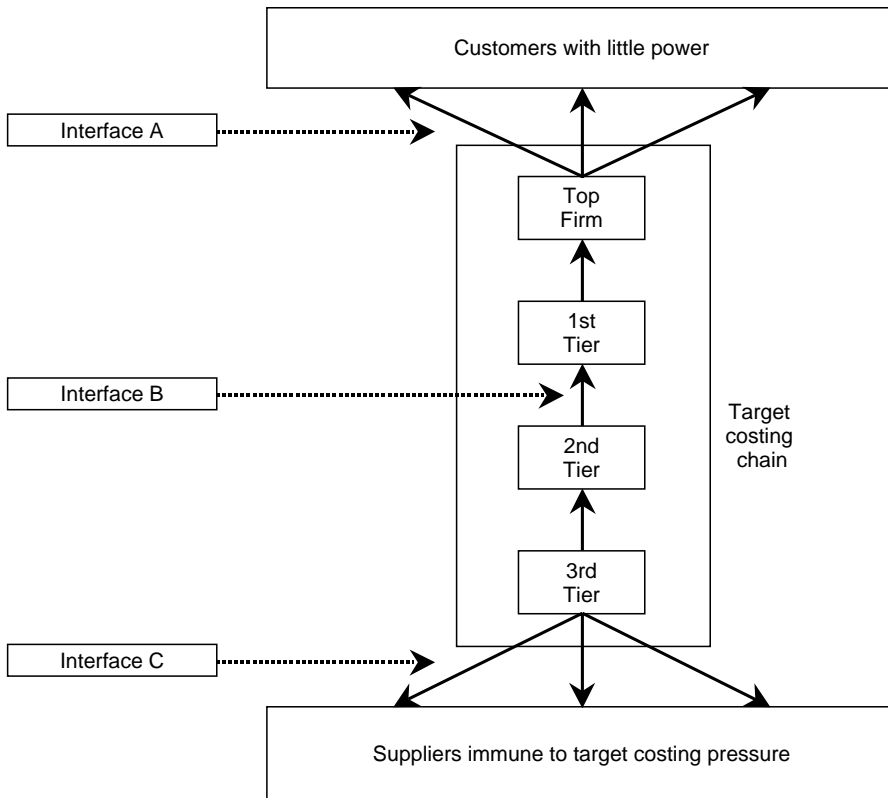 Customers with little power
Interface A
Top
Firm
1st
Tier
Interface B
Target
costing
chain
2nd
Tier
3rd
Tier
Interface C
Suppliers immune to target costing pressure